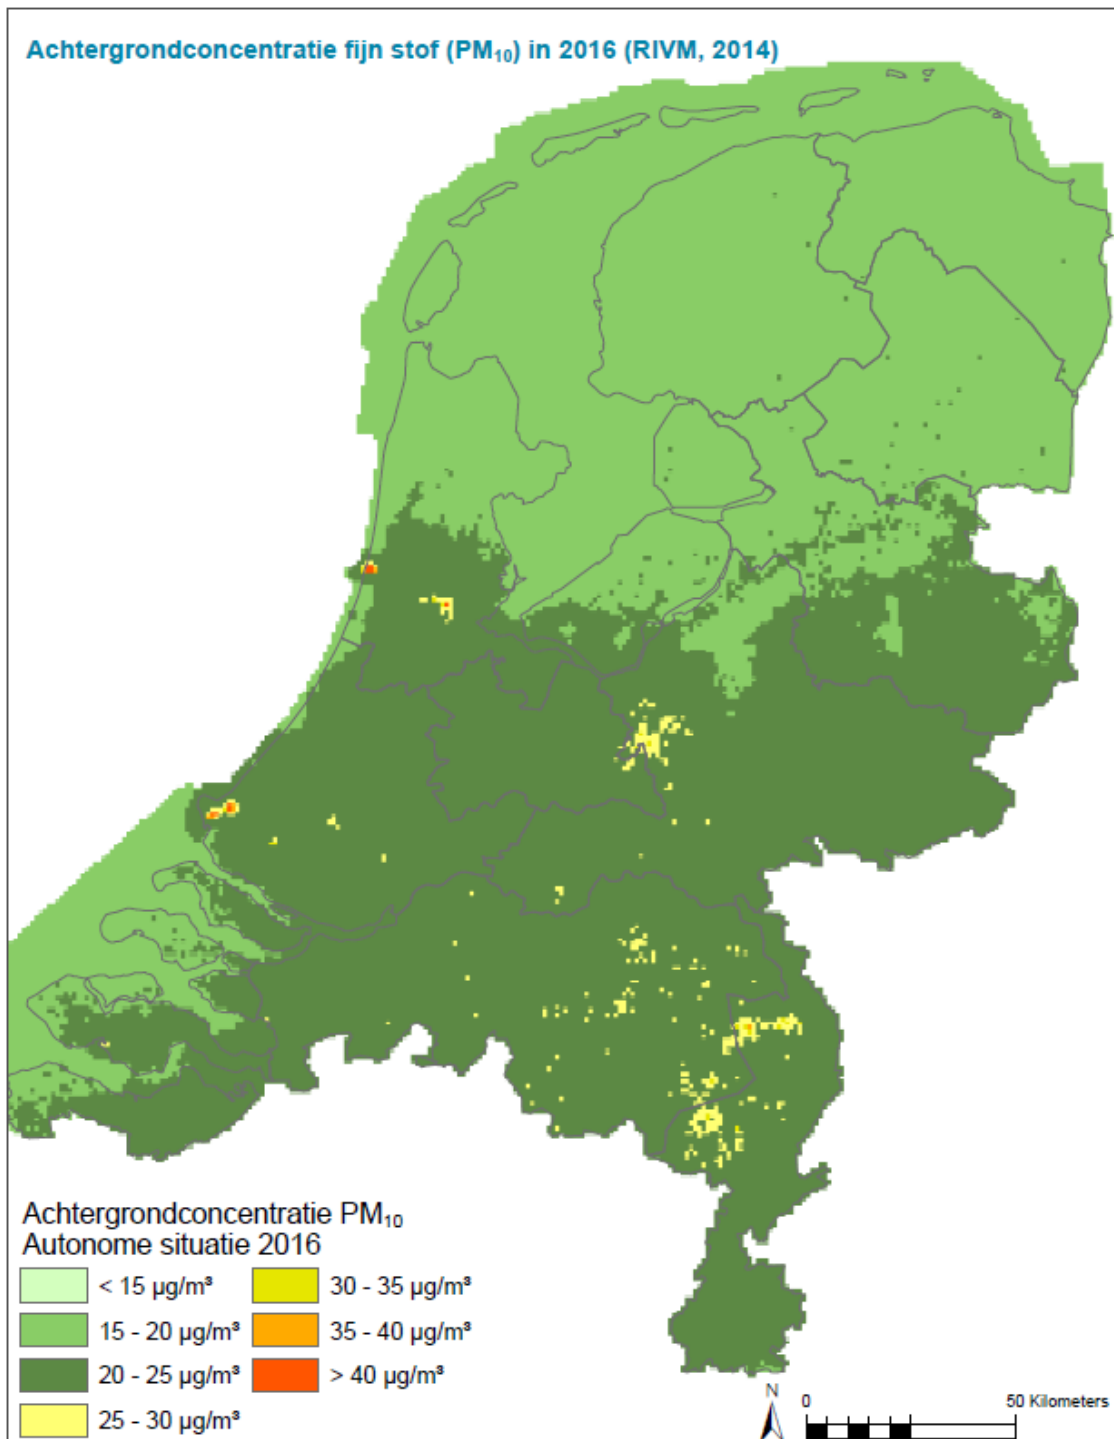 Achtergrondconcentratie fijn stof (PM₁₀) in 2016 (RIVM, 2014)
Achtergrondconcentratie PM₁₀
Autonome situatie 2016
< 15 µg/m³
15 - 20 µg/m³
20 - 25 µg/m³
25 - 30 µg/m³
30 - 35 µg/m³
35 - 40 µg/m³
> 40 µg/m³
N
0 50 Kilometers